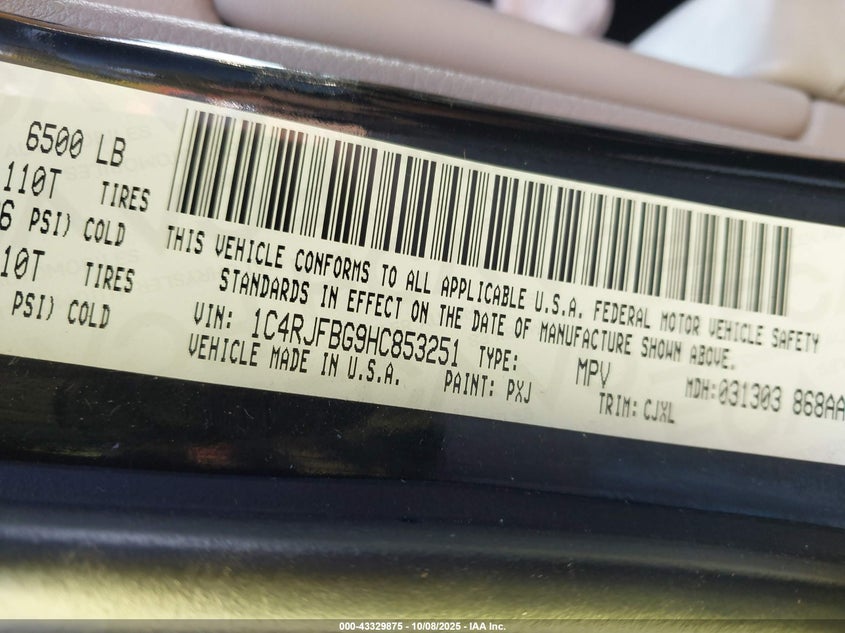 6500 LB
110T TIRES
6 PSI) COLD
10T TIRES
PSI) COLD
THIS VEHICLE CONFORMS TO ALL APPLICABLE U.S.A. FEDERAL MOTOR VEHICLE SAFETY
STANDARDS IN EFFECT ON THE DATE OF MANUFACTURE SHOWN ABOVE.
VIN: 1C4RJFBG9HC853251 TYPE: MPV MDH:031303 868AA
VEHICLE MADE IN U.S.A. PAINT: PXJ TRIM: CJXL
000-43329875 - 10/08/2025 - IAA Inc.